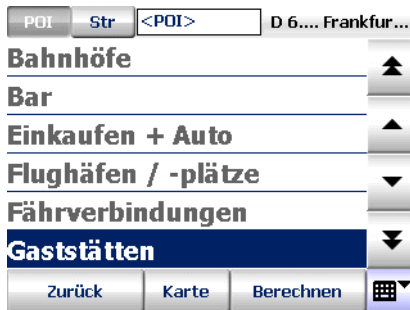 POI Str <POI> D 6.... Frankfur...
Bahnhöfe
Bar
Einkaufen + Auto
Flughäfen / -plätze
Fährverbindungen
Gaststätten
Zurück Karte Berechnen